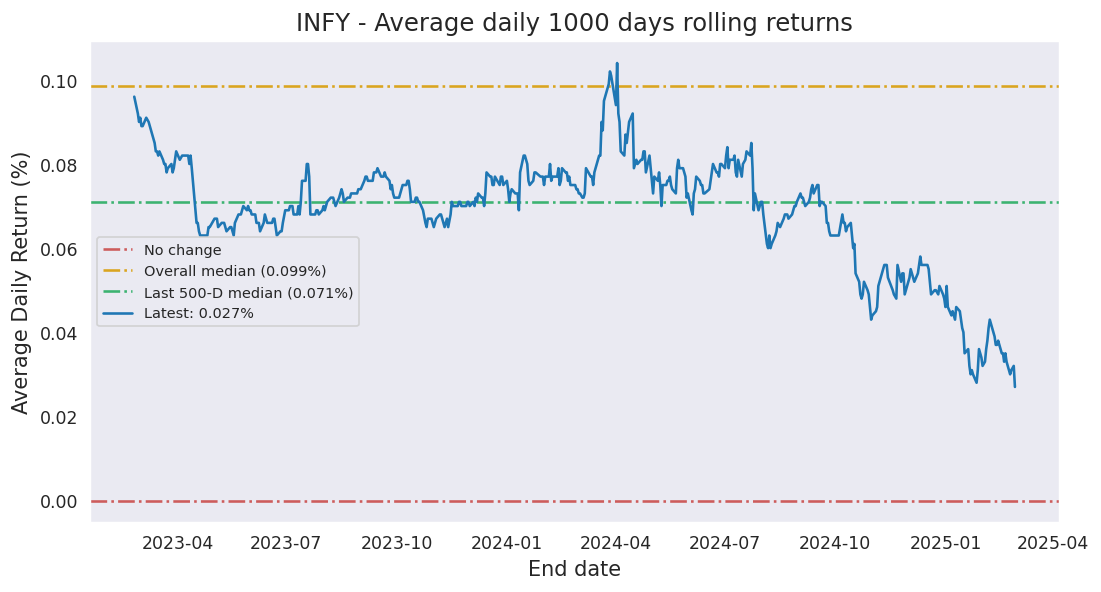 INFY - Average daily 1000 days rolling returns
Average Daily Return (%)
0.10
0.08
0.06
0.04
0.02
0.00
No change
Overall median (0.099%)
Last 500-D median (0.071%)
Latest: 0.027%
2023-04 2023-07 2023-10 2024-01 2024-04 2024-07 2024-10 2025-01 2025-04
End date